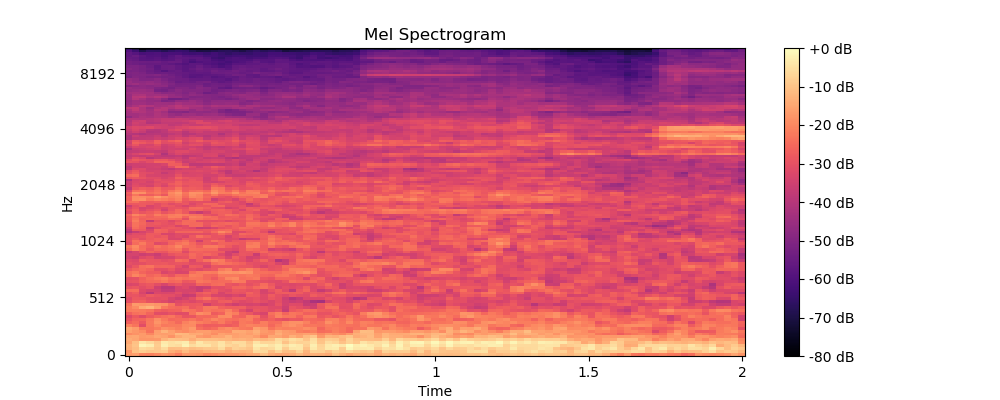 Mel Spectrogram
Hz
8192
4096
2048
1024
512
0
0
0.5
1
1.5
2
Time
+0 dB
-10 dB
-20 dB
-30 dB
-40 dB
-50 dB
-60 dB
-70 dB
-80 dB